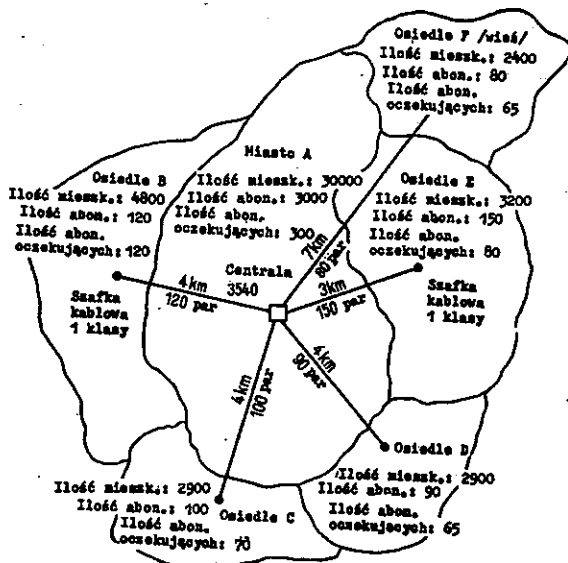 Osiedle F /wieś/
Ilość mieszk.: 2400
Ilość abon.: 80
Ilość abon.
oczekujących: 65
Miasto A
Ilość mieszk.: 30000
Ilość abon.: 3000
Ilość abon.
oczekujących: 300
Osiedle B
Ilość mieszk.: 4800
Ilość abon.: 120
Ilość abon.
oczekujących: 120
Osiedle E
Ilość mieszk.: 3200
Ilość abon.: 150
Ilość abon.
oczekujących: 80
7km
80 par
Centrala
3540
4km
120 par
3km
150 par
Szafka
kablowa
1 klasy
Szafka
kablowa
1 klasy
4km
100 par
4km
90 par
Osiedle D
Ilość mieszk.: 2900
Ilość abon.: 90
Ilość abon.
oczekujących: 65
Ilość mieszk.: 2900
Ilość abon.: 100
Osiedle C
Ilość abon.
oczekujących: 70